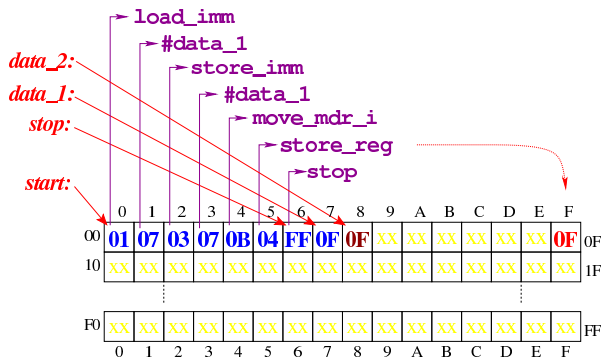 load_imm
#data_1
data_2: store_imm
data_1: #data_1
stop: move_mdr_i
store_reg
stop
start:
0 1 2 3 4 5 6 7 8 9 A B C D E F
00 01 07 03 07 0B 04 FF 0F 0F xx xx xx xx xx xx 0F 0F
10 xx xx xx xx xx xx xx xx xx xx xx xx xx xx xx xx 1F
F0 xx xx xx xx xx xx xx xx xx xx xx xx xx xx xx xx FF
0 1 2 3 4 5 6 7 8 9 A B C D E F